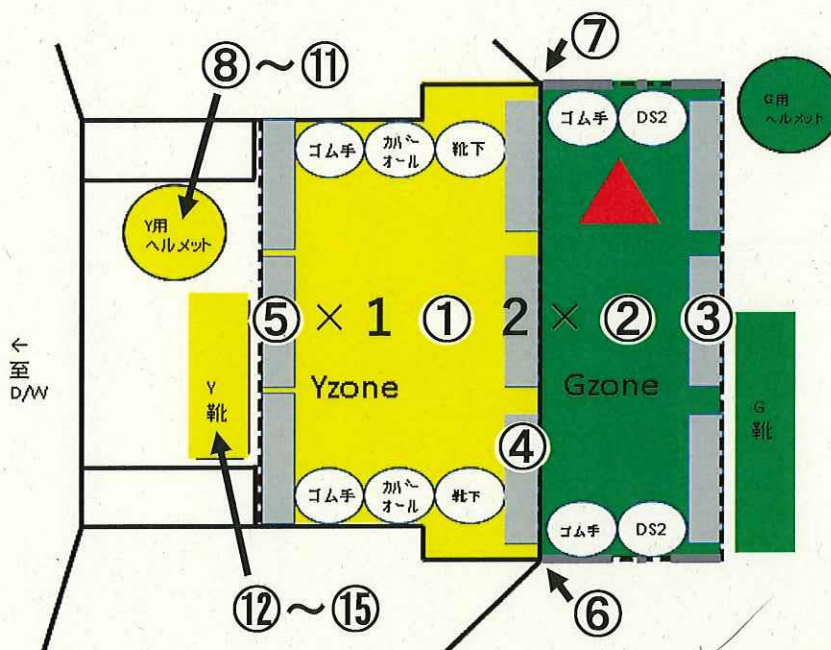 ⑦
⑧～⑪
G用
ヘルメット
ゴム手
カバーオール
靴下
ゴム手
DS2
Y用
ヘルメット
⑤ × 1 ① 2 × ② ③
←
至
D/W
Y
靴
Yzone
Gzone
G
靴
④
ゴム手
カバーオール
靴下
ゴム手
DS2
⑫～⑮
⑥